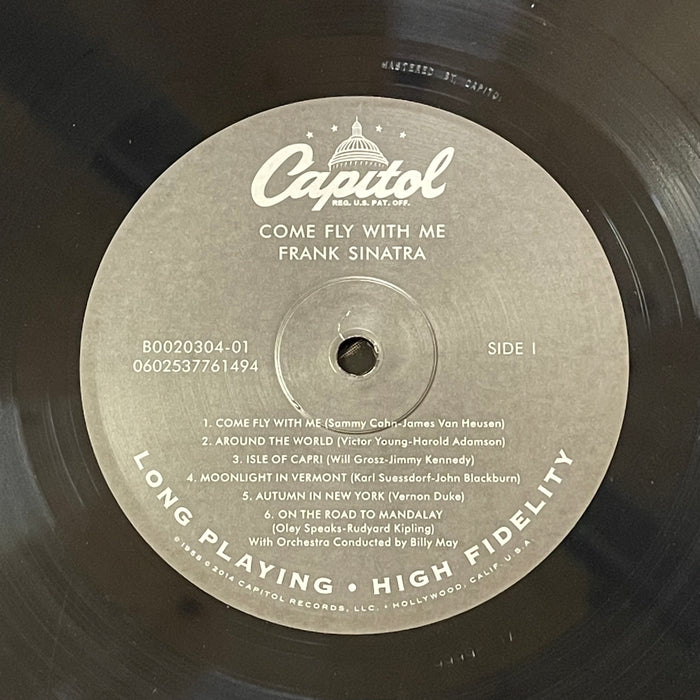 MASTERED BY CAPITOL
Capitol
REG. U.S. PAT. OFF.
COME FLY WITH ME
FRANK SINATRA
B0020304-01
0602537761494
SIDE 1
1. COME FLY WITH ME (Sammy Cahn-James Van Heusen)
2. AROUND THE WORLD (Victor Young-Harold Adamson)
3. ISLE OF CAPRI (Will Grosz-Jimmy Kennedy)
4. MOONLIGHT IN VERMONT (Karl Suessdorf-John Blackburn)
5. AUTUMN IN NEW YORK (Vernon Duke)
6. ON THE ROAD TO MANDALAY
(Oley Speaks-Rudyard Kipling)
With Orchestra Conducted by Billy May
LONG PLAYING • HIGH FIDELITY
©1958 ©2014 CAPITOL RECORDS, LLC. • HOLLYWOOD, CALIF. U.S.A.